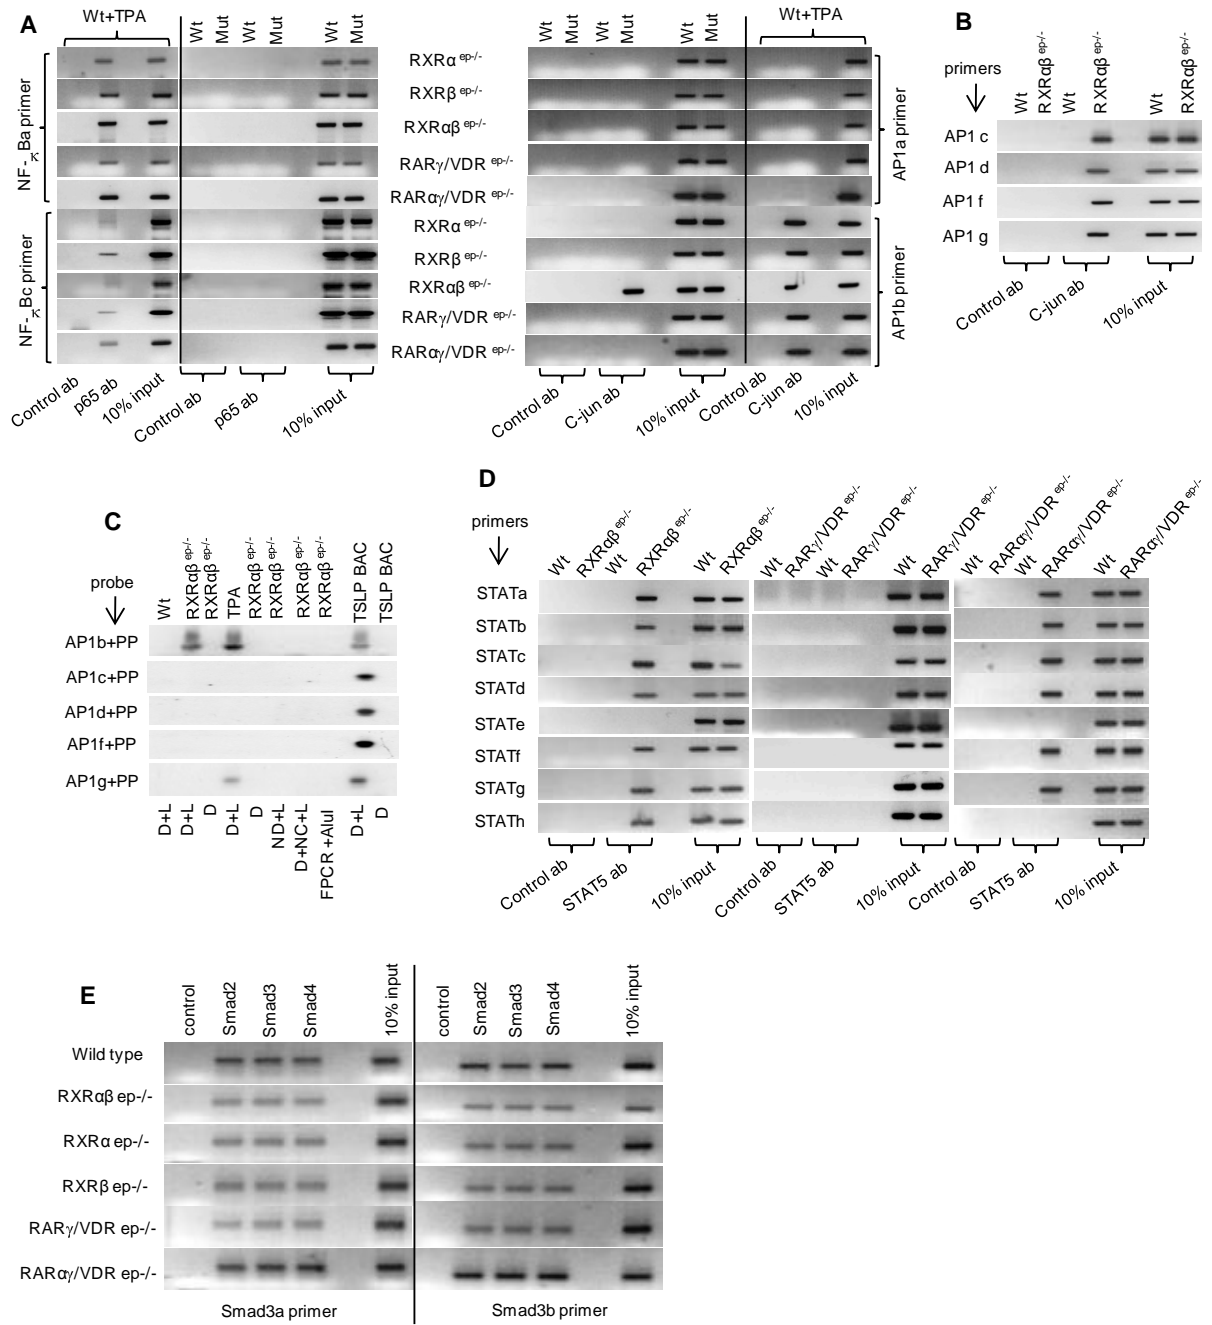 A
Wt+TPA
Wt
Mut
Wt
Mut
Wt
Mut
NF-κBa primer
NF-κBc primer
Control ab
p65 ab
10% input
Control ab
p65 ab
10% input
RXRα ep-/-
RXRβ ep-/-
RXRαβ ep-/-
RARγ/VDR ep-/-
RARαγ/VDR ep-/-
RXRα ep-/-
RXRβ ep-/-
RXRαβ ep-/-
RARγ/VDR ep-/-
RARαγ/VDR ep-/-
Wt
Mut
Wt
Mut
Wt
Mut
Wt+TPA
AP1a primer
AP1b primer
Control ab
C-jun ab
10% input
Control ab
C-jun ab
10% input
B
primers
Wt
RXRαβ ep-/-
Wt
RXRαβ ep-/-
Wt
RXRαβ ep-/-
AP1 c
AP1 d
AP1 f
AP1 g
Control ab
C-jun ab
10% input
C
probe
Wt
RXRαβ ep-/-
RXRαβ ep-/-
TPA
RXRαβ ep-/-
RXRαβ ep-/-
RXRαβ ep-/-
RXRαβ ep-/-
TSLP BAC
TSLP BAC
AP1b+PP
AP1c+PP
AP1d+PP
AP1f+PP
AP1g+PP
D+L
D+L
D
D+L
D
ND+L
D+NC+L
FPCR +AluI
D+L
D
D
primers
Wt
RXRαβ ep-/-
Wt
RXRαβ ep-/-
Wt
RXRαβ ep-/-
Wt
RARγ/VDR ep-/-
Wt
RARγ/VDR ep-/-
Wt
RARγ/VDR ep-/-
Wt
RARαγ/VDR ep-/-
Wt
RARαγ/VDR ep-/-
Wt
RARαγ/VDR ep-/-
STATa
STATb
STATc
STATd
STATe
STATf
STATg
STATh
Control ab
STAT5 ab
10% input
Control ab
STAT5 ab
10% input
Control ab
STAT5 ab
10% input
E
control
Smad2
Smad3
Smad4
10% input
control
Smad2
Smad3
Smad4
10% input
Wild type
RXRαβ ep-/-
RXRα ep-/-
RXRβ ep-/-
RARγ/VDR ep-/-
RARαγ/VDR ep-/-
Smad3a primer
Smad3b primer